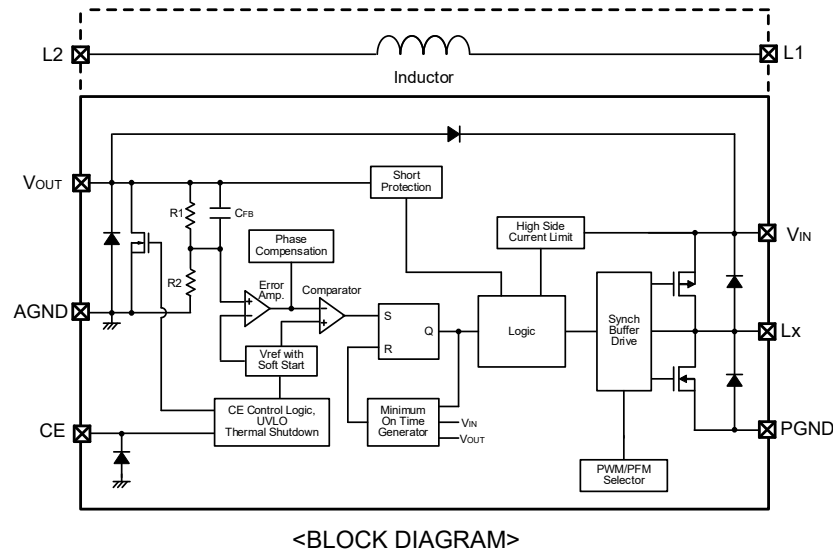 L2
L1
Inductor
VOUT
Short
Protection
R1
CFB
High Side
Current Limit
VIN
Phase
Compensation
R2
Error
Amp.
Comparator
AGND
+
−
−
+
S
Q
R
Logic
Synch
Buffer
Drive
Lx
Vref with
Soft Start
CE
CE Control Logic,
UVLO
Thermal Shutdown
Minimum
On Time
Generator
VIN
VOUT
PGND
PWM/PFM
Selector
<BLOCK DIAGRAM>